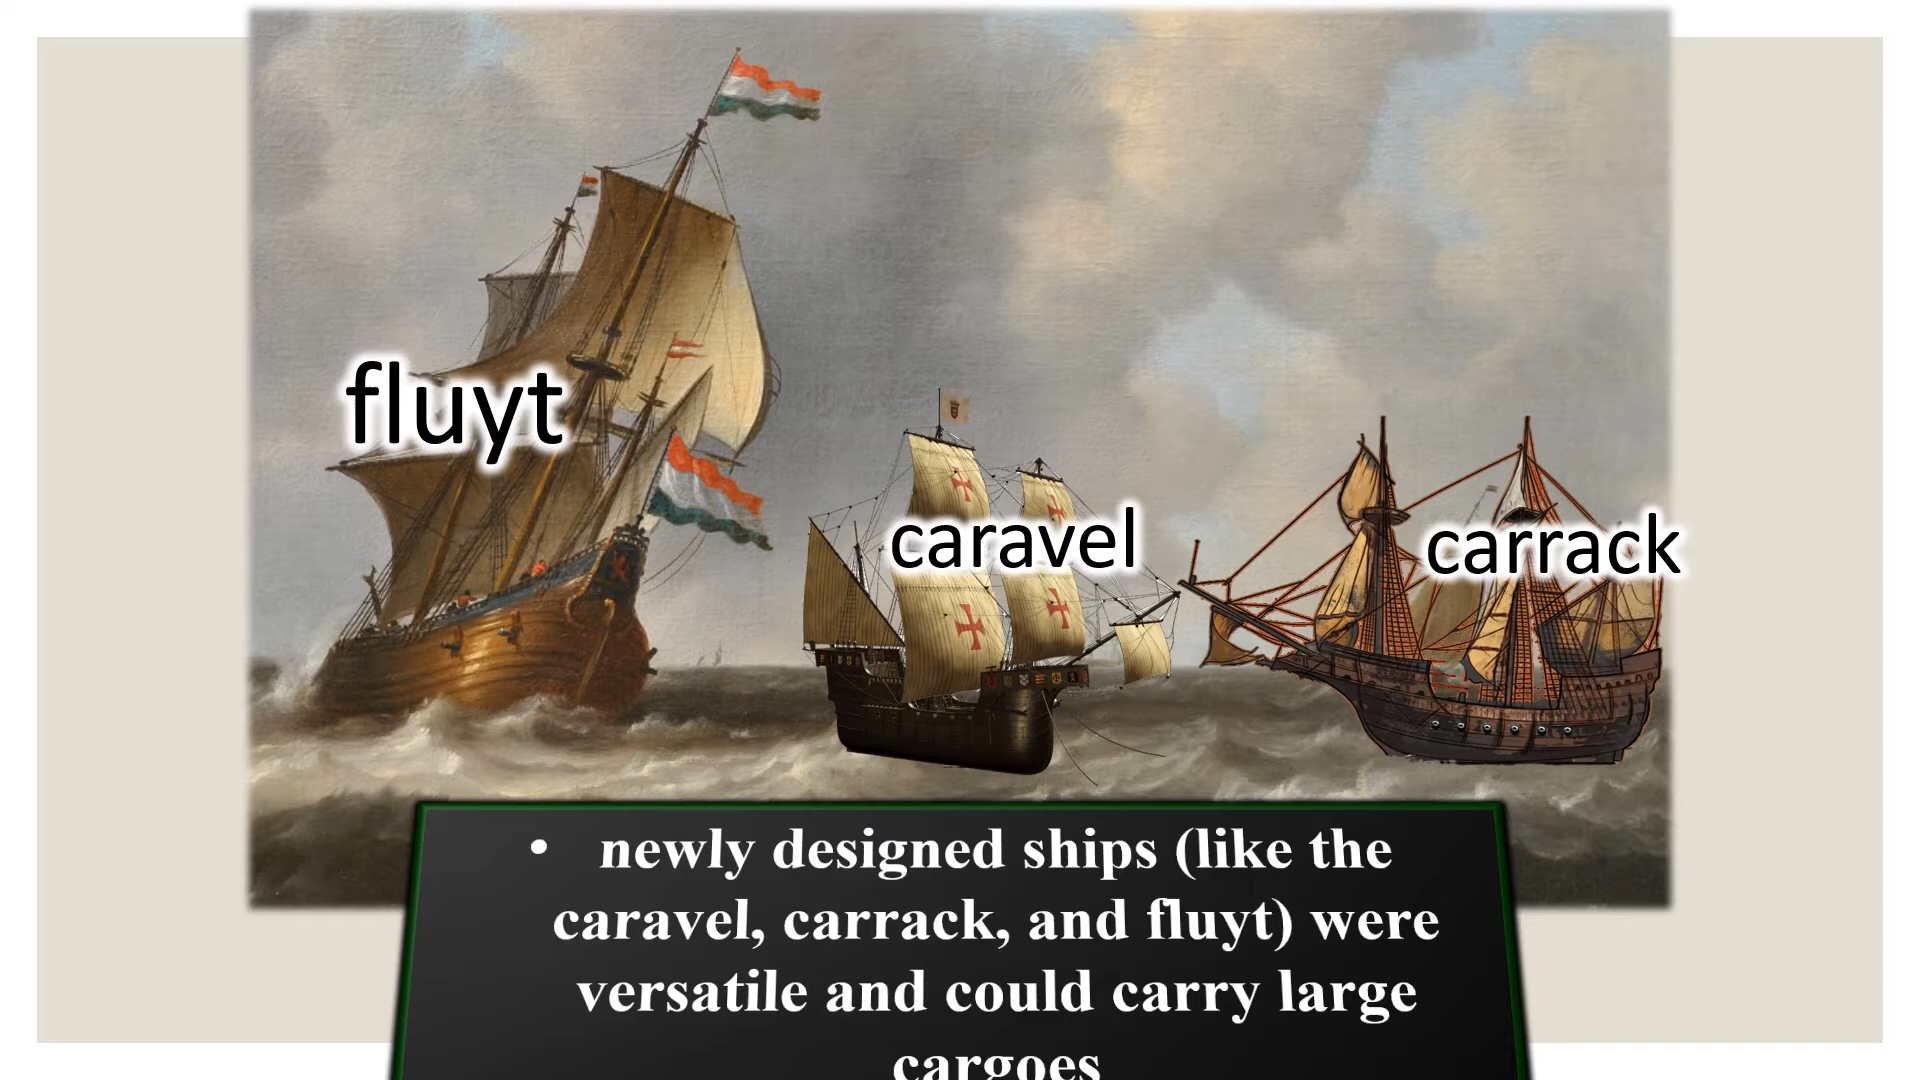 fluyt
caravel
carrack
• newly designed ships (like the
caravel, carrack, and fluyt) were
versatile and could carry large
cargoes